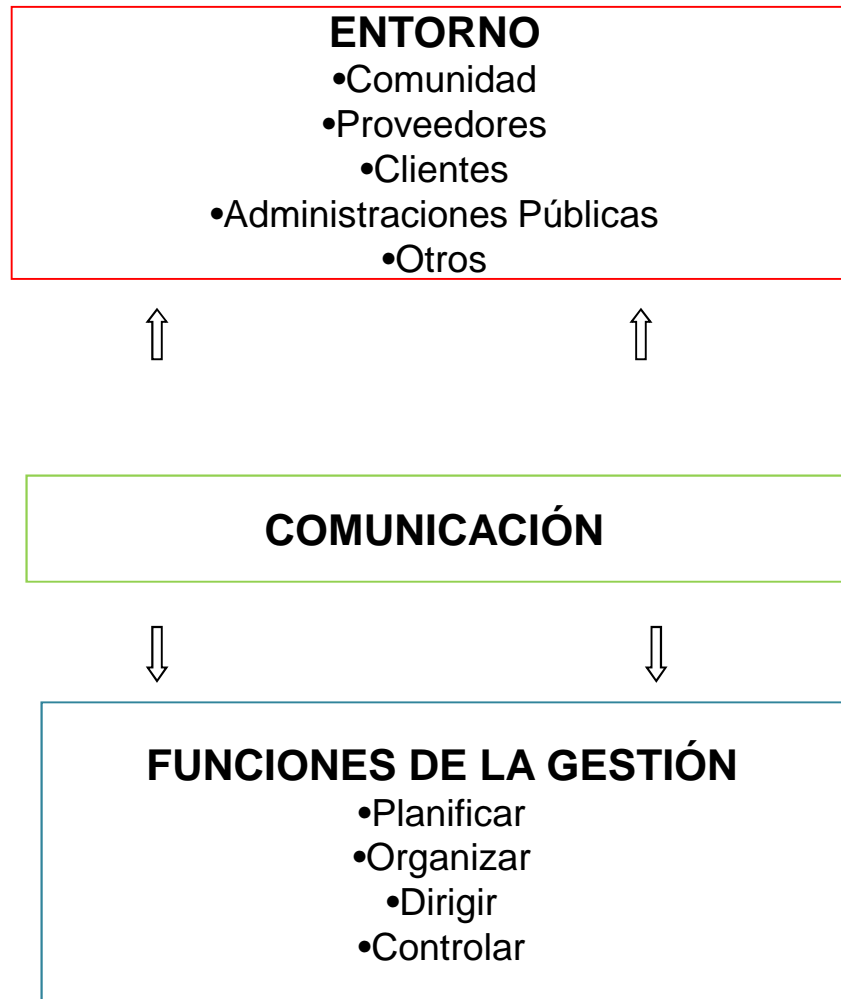 ENTORNO
•Comunidad
•Proveedores
•Clientes
•Administraciones Públicas
•Otros
COMUNICACIÓN
FUNCIONES DE LA GESTIÓN
•Planificar
•Organizar
•Dirigir
•Controlar